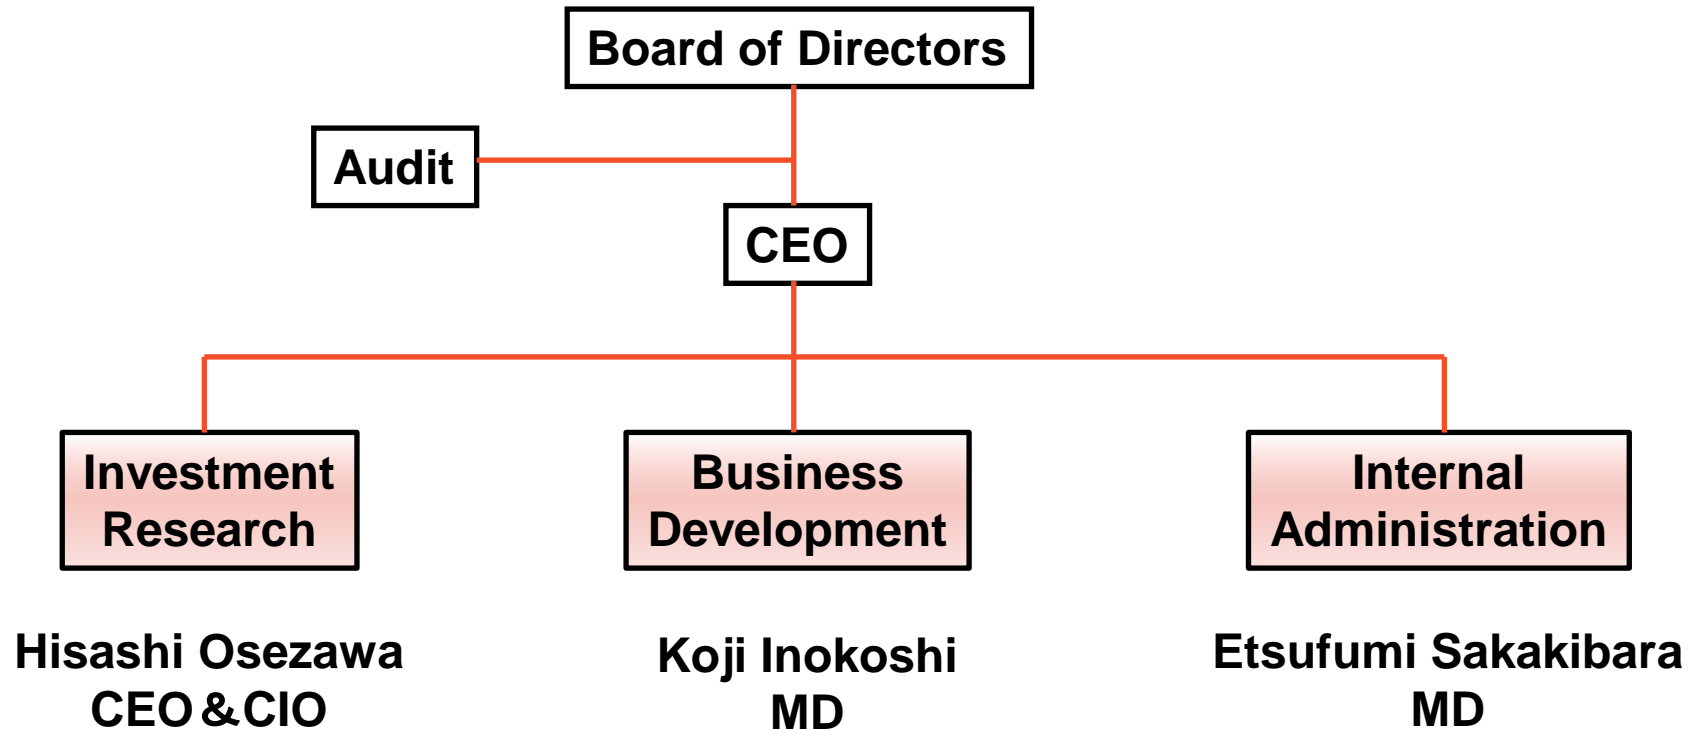 Board of Directors
Audit
CEO
Investment
Research
Business
Development
Internal
Administration
Hisashi Osezawa
CEO＆CIO
Koji Inokoshi
MD
Etsufumi Sakakibara
MD